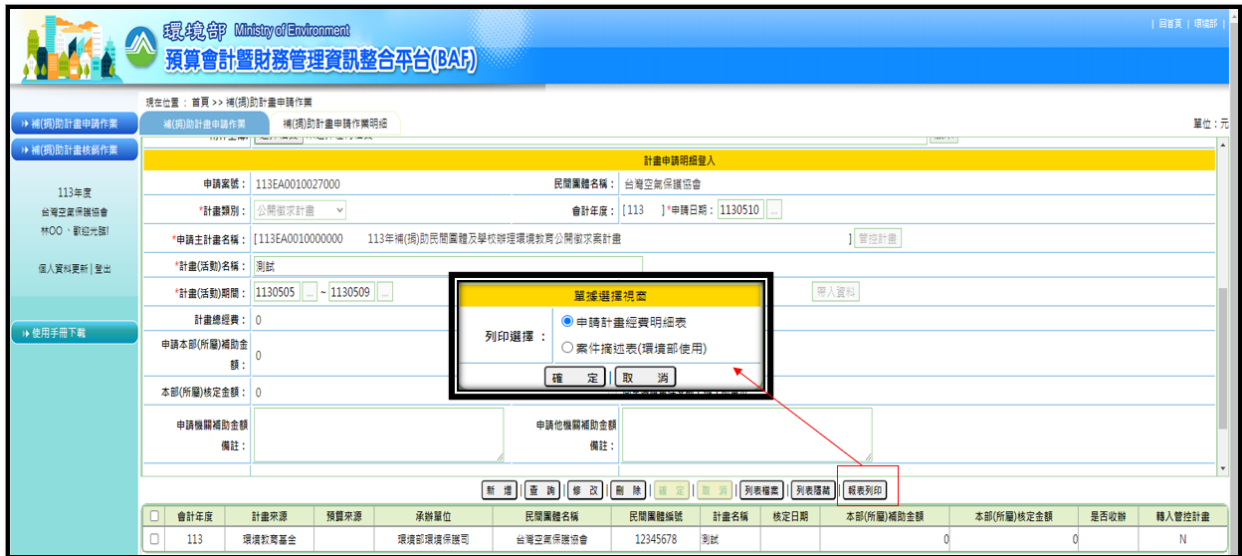 環境部 Ministry of Environment
預算會計暨財務管理資訊整合平台(BAF)
| 回首頁 | 環境部 |
現在位置 : 首頁 >> 補(捐)助計畫申請作業
補(捐)助計畫申請作業
補(捐)助計畫核銷作業
113年度
台灣空氣保護協會
林OO，歡迎光臨!
個人資料更新 | 登出
使用手冊下載
補(捐)助計畫申請作業 補(捐)助計畫申請作業明細 單位：元
計畫申請明細登入
申請案號： 113EA0010027000 民間團體名稱： 台灣空氣保護協會
*計畫類別： 公開徵求計畫 會計年度： [113 ] *申請日期： 1130510 ...
*申請主計畫名稱： [113EA0010000000 113年補(捐)助民間團體及學校辦理環境教育公開徵求案計畫 ] 管控計畫
*計畫(活動)名稱： 測試
*計畫(活動)期間： 1130505 ... ~ 1130509 ... 帶入資料
計畫總經費： 0
申請本部(所屬)補助金
額： 0
本部(所屬)核定金額： 0
申請機關補助金額
備註：
申請他機關補助金額
備註：
單據選擇視窗
列印選擇 ：
申請計畫經費明細表
案件摘述表(環境部使用)
確 定 | 取 消
新 增 | 查 詢 | 修 改 | 刪 除 | 確 定 | 取 消 | 列表檔案 | 列表隱藏 | 報表列印
會計年度 計畫來源 預算來源 承辦單位 民間團體名稱 民間團體編號 計畫名稱 核定日期 本部(所屬)補助金額 本部(所屬)核定金額 是否收辦 轉入管控計畫
113 環境教育基金 環境部環境保護司 台灣空氣保護協會 12345678 測試 0 0 N